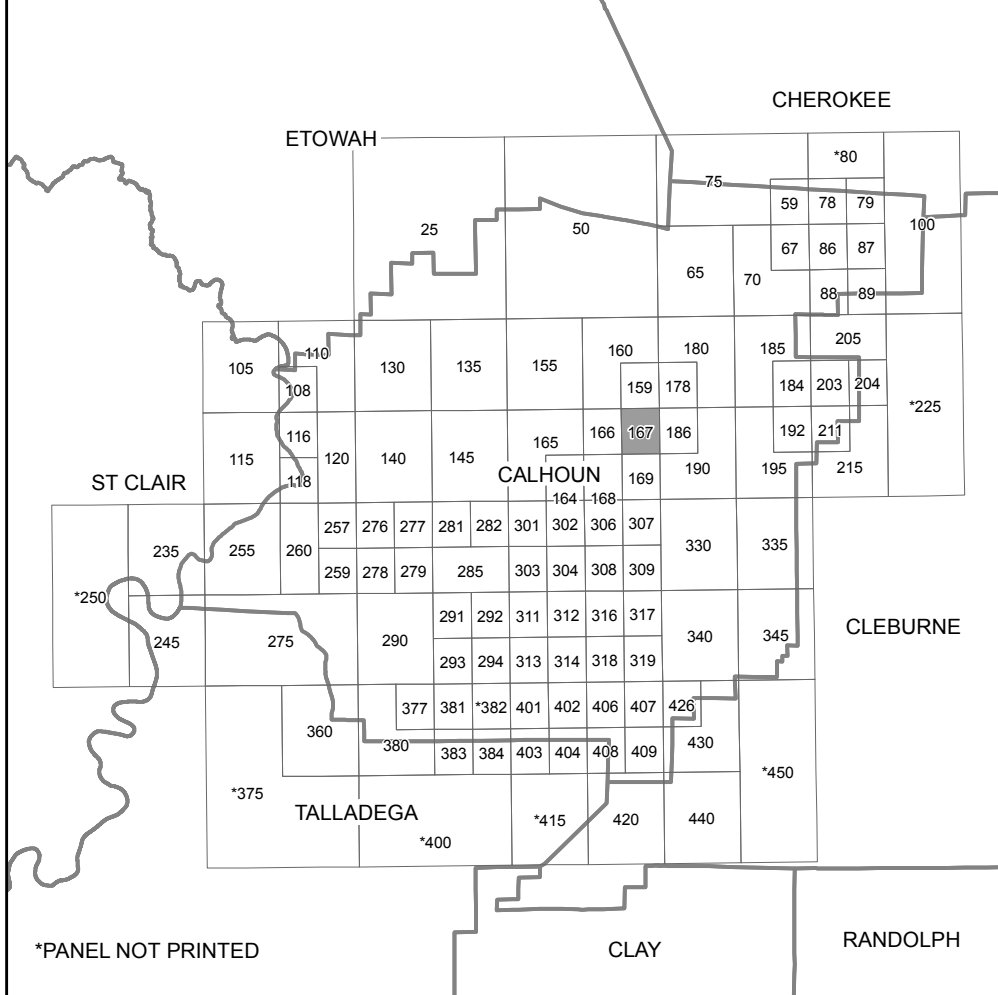 CHEROKEE
ETOWAH
*80
75
59 78 79
25 50 100
67 86 87
65 70
88 89
205
110 160 180 185
105 130 135 155
108 159 178 184 203 204
*225
116 166 167 186 192 211
165
115 120 140 145 190 195 215
CALHOUN
ST CLAIR 118 169
164 168
257 276 277 281 282 301 302 306 307
235 255 260 330 335
259 278 279 285 303 304 308 309
*250
291 292 311 312 316 317
245 275 290 340 345 CLEBURNE
293 294 313 314 318 319
377 381 *382 401 402 406 407 426
360 380 430
383 384 403 404 408 409
*450
*375
TALLADEGA *415 420 440
*400
*PANEL NOT PRINTED CLAY RANDOLPH